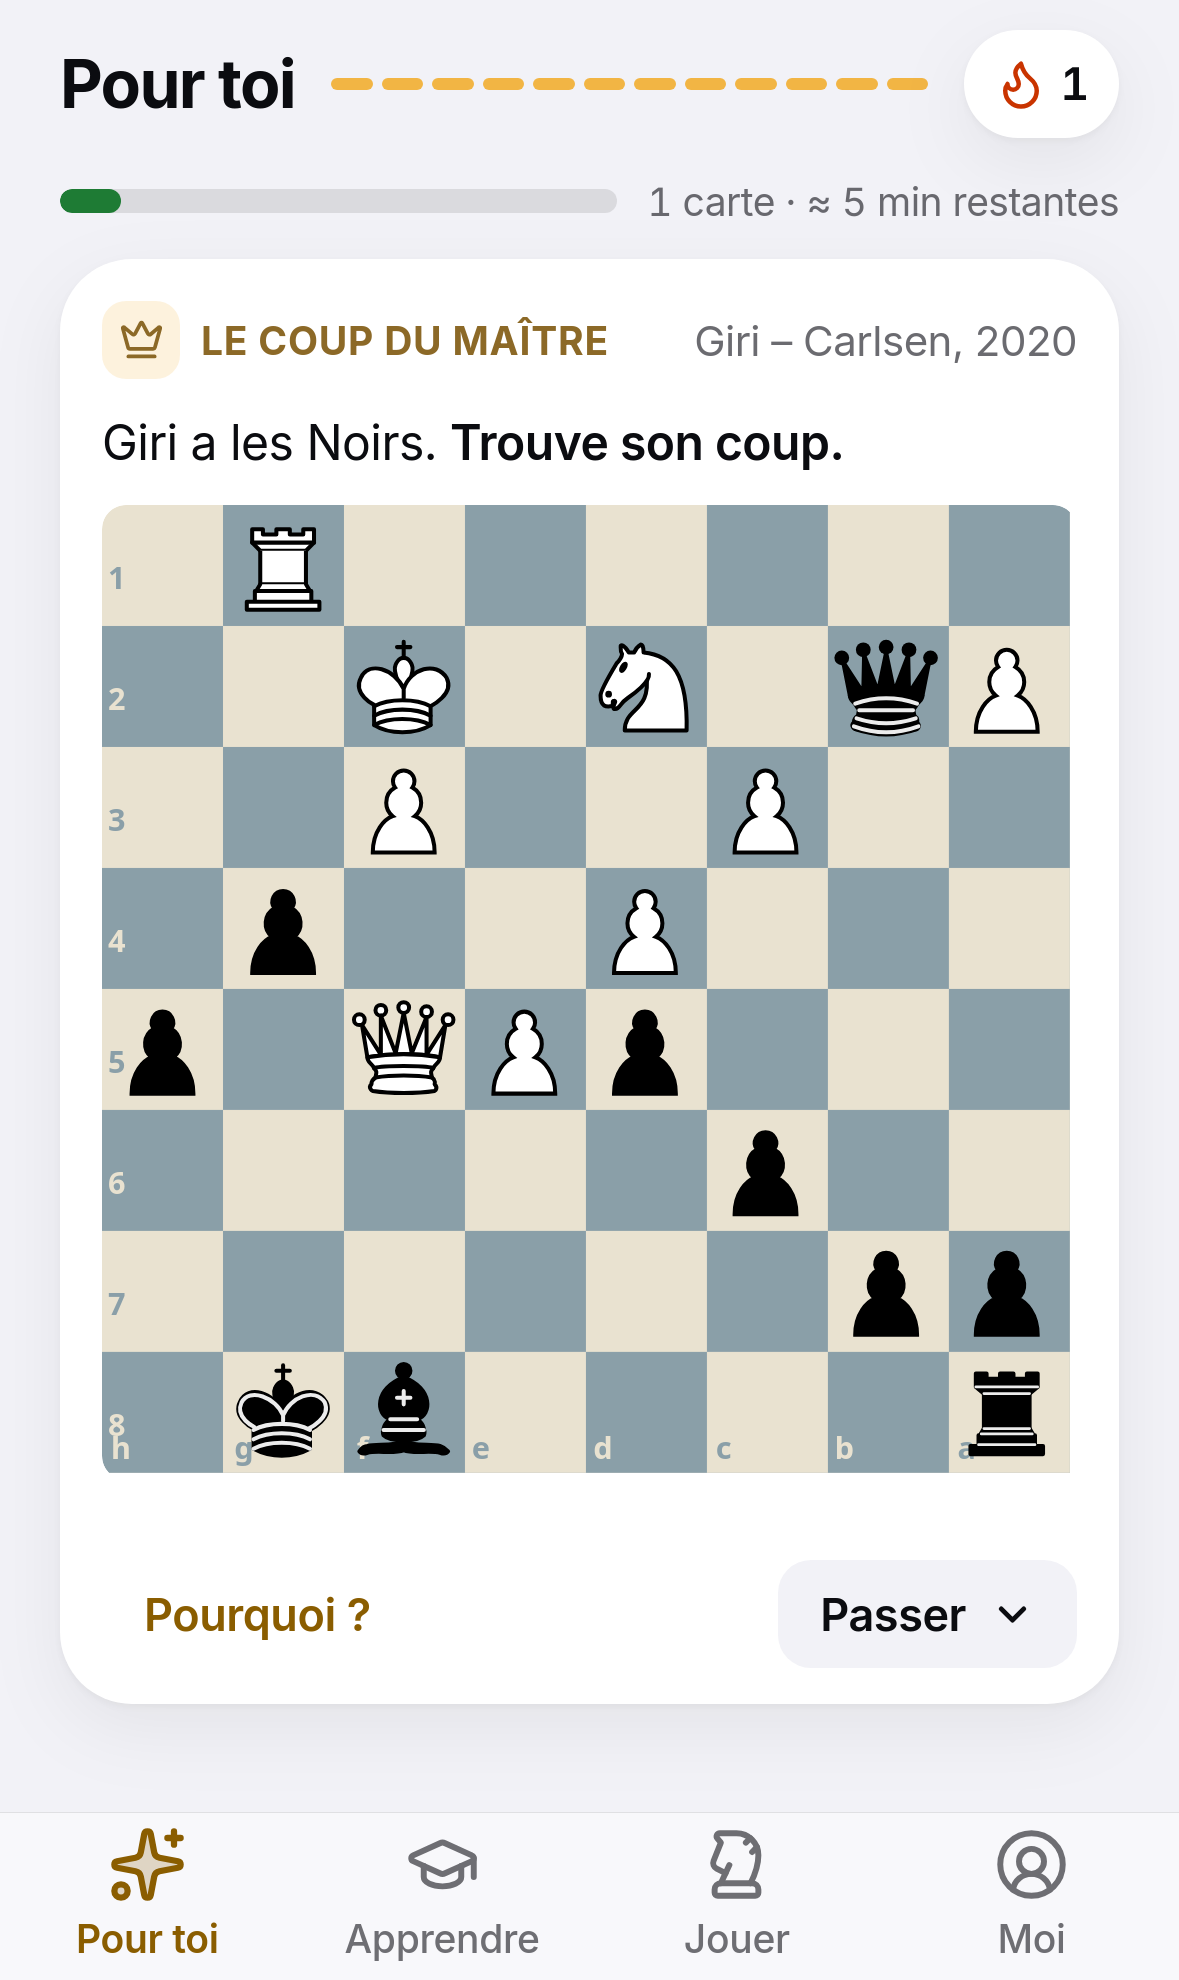 Pour toi
1
1 carte · ≈ 5 min restantes
LE COUP DU MAÎTRE
Giri – Carlsen, 2020
Giri a les Noirs. Trouve son coup.
1
2
3
4
5
6
7
8
h g f e d c b a
Pourquoi ?
Passer
Pour toi
Apprendre
Jouer
Moi